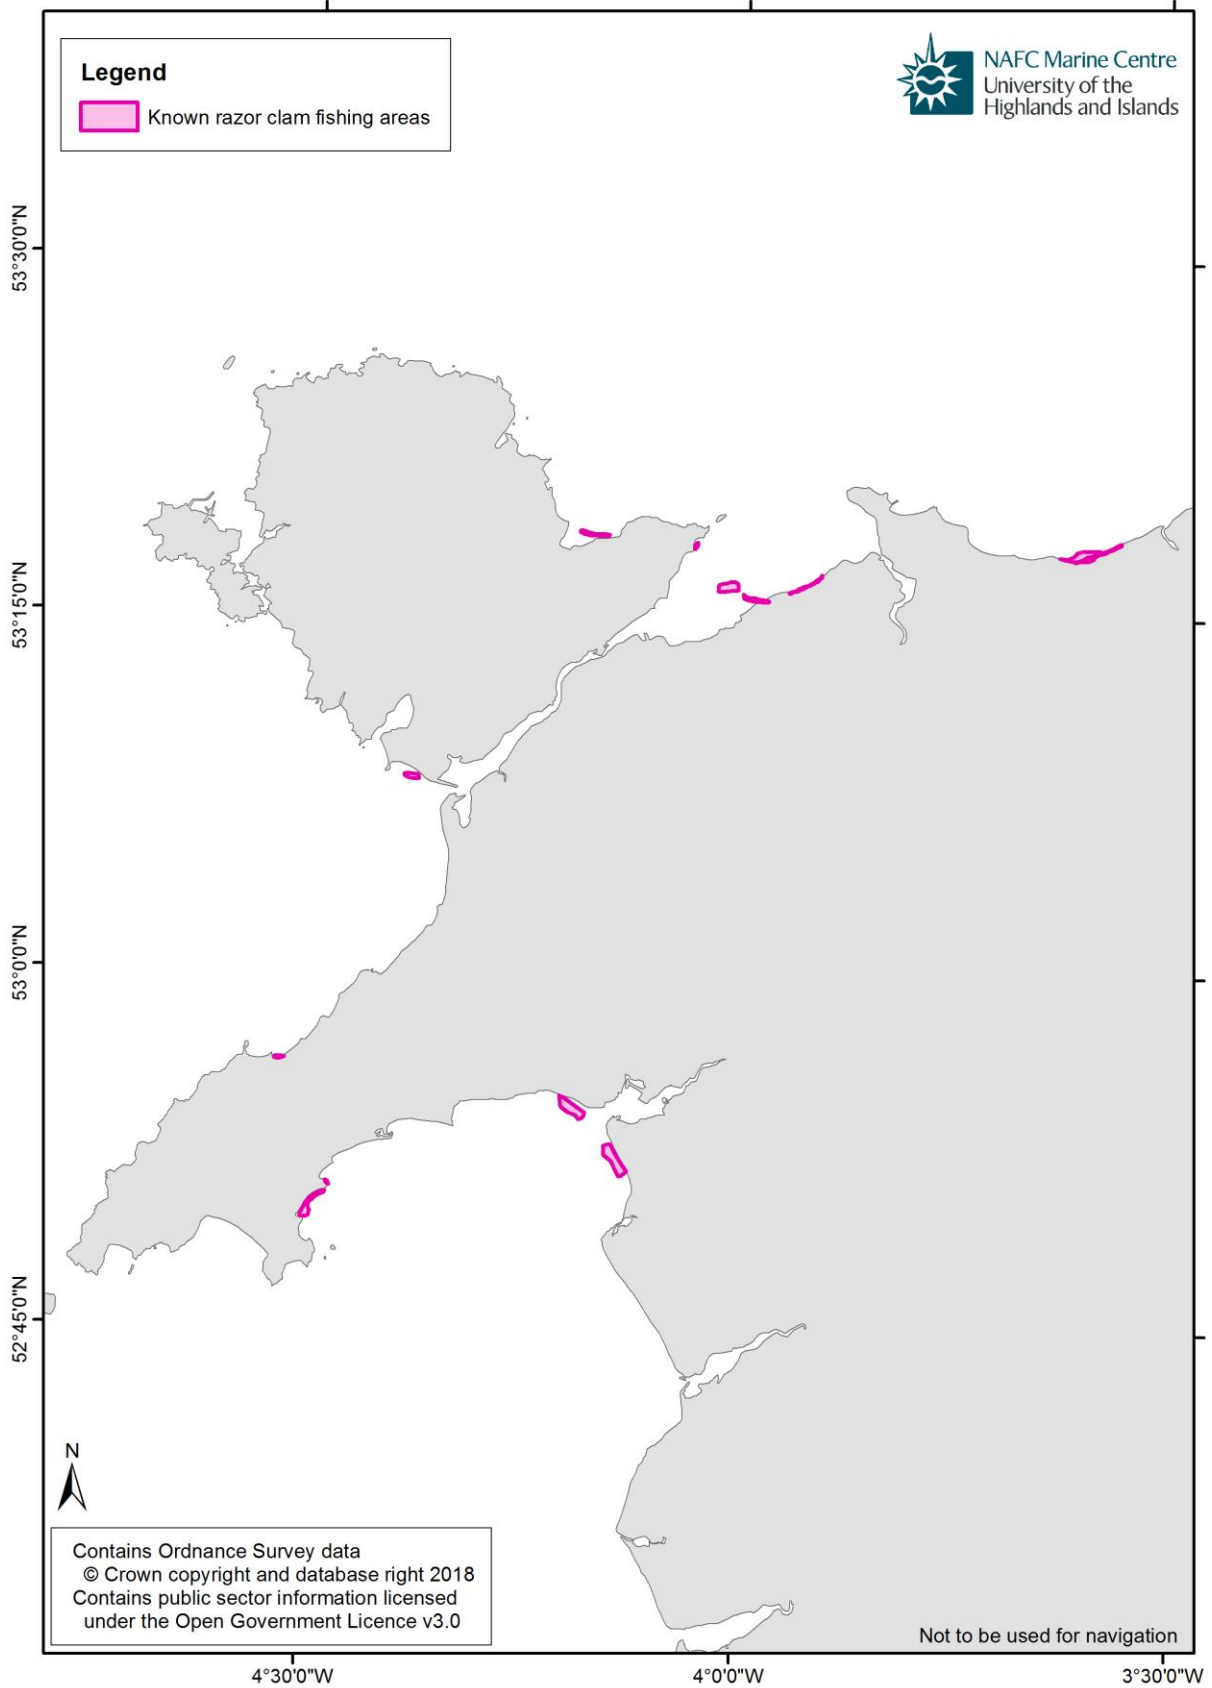 Legend
Known razor clam fishing areas
NAFC Marine Centre
University of the
Highlands and Islands
53°30'0"N
53°15'0"N
53°0'0"N
52°45'0"N
N
Contains Ordnance Survey data
© Crown copyright and database right 2018
Contains public sector information licensed
under the Open Government Licence v3.0
Not to be used for navigation
4°30'0"W
4°0'0"W
3°30'0"W